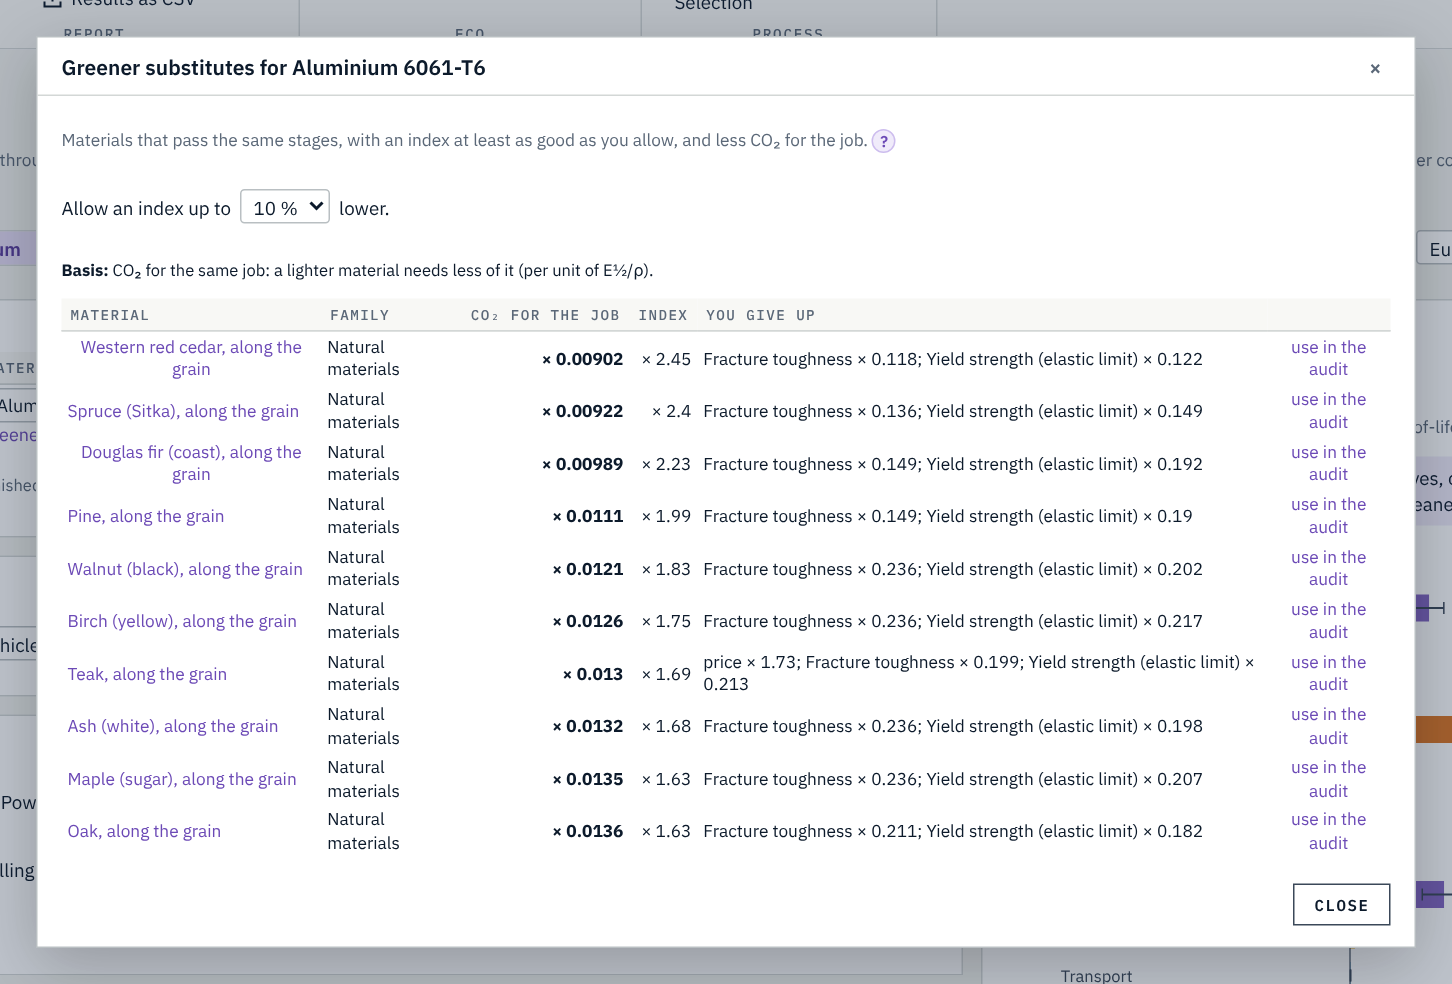 Results as CSV
Selection
REPORT
ECO
PROCESS
Greener substitutes for Aluminium 6061-T6
×
Materials that pass the same stages, with an index at least as good as you allow, and less CO₂ for the job. ?
Allow an index up to 10 % lower.
Basis: CO₂ for the same job: a lighter material needs less of it (per unit of E½/ρ).
MATERIAL FAMILY CO₂ FOR THE JOB INDEX YOU GIVE UP
Western red cedar, along the grain Natural materials × 0.00902 × 2.45 Fracture toughness × 0.118; Yield strength (elastic limit) × 0.122 use in the audit
Spruce (Sitka), along the grain Natural materials × 0.00922 × 2.4 Fracture toughness × 0.136; Yield strength (elastic limit) × 0.149 use in the audit
Douglas fir (coast), along the grain Natural materials × 0.00989 × 2.23 Fracture toughness × 0.149; Yield strength (elastic limit) × 0.192 use in the audit
Pine, along the grain Natural materials × 0.0111 × 1.99 Fracture toughness × 0.149; Yield strength (elastic limit) × 0.19 use in the audit
Walnut (black), along the grain Natural materials × 0.0121 × 1.83 Fracture toughness × 0.236; Yield strength (elastic limit) × 0.202 use in the audit
Birch (yellow), along the grain Natural materials × 0.0126 × 1.75 Fracture toughness × 0.236; Yield strength (elastic limit) × 0.217 use in the audit
Teak, along the grain Natural materials × 0.013 × 1.69 price × 1.73; Fracture toughness × 0.199; Yield strength (elastic limit) × 0.213 use in the audit
Ash (white), along the grain Natural materials × 0.0132 × 1.68 Fracture toughness × 0.236; Yield strength (elastic limit) × 0.198 use in the audit
Maple (sugar), along the grain Natural materials × 0.0135 × 1.63 Fracture toughness × 0.236; Yield strength (elastic limit) × 0.207 use in the audit
Oak, along the grain Natural materials × 0.0136 × 1.63 Fracture toughness × 0.211; Yield strength (elastic limit) × 0.182 use in the audit
CLOSE
Transport